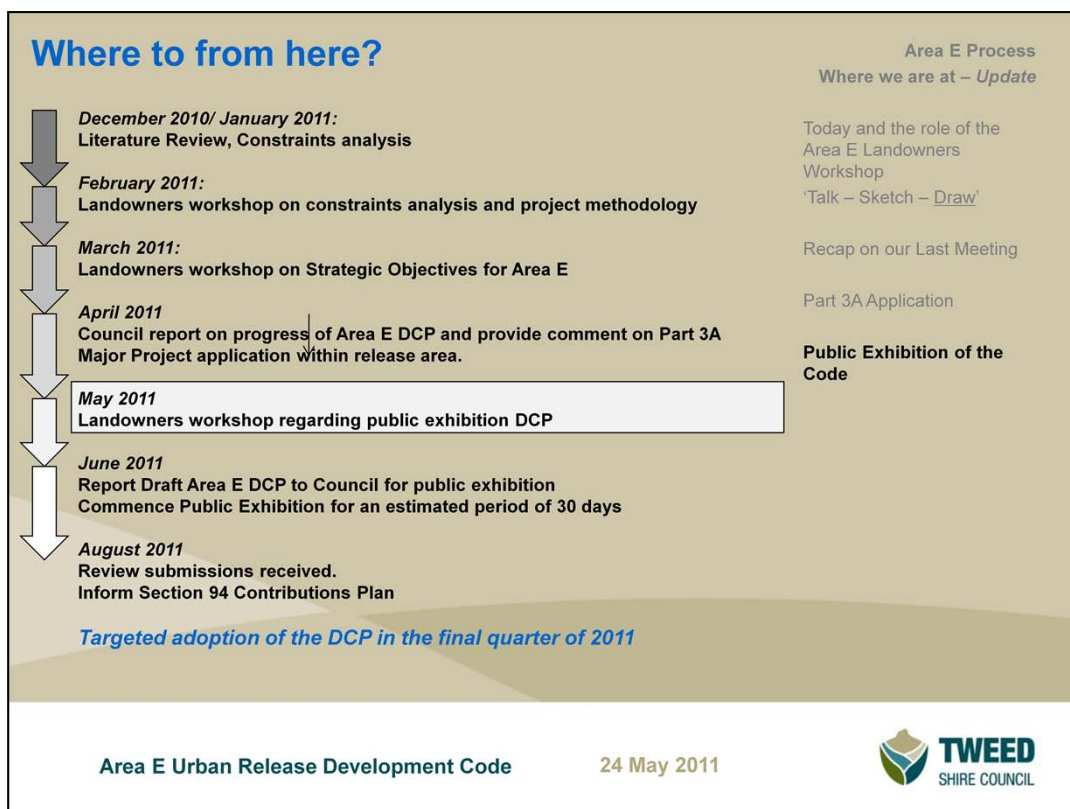 Where to from here?
December 2010/ January 2011:
Literature Review, Constraints analysis
February 2011:
Landowners workshop on constraints analysis and project methodology
March 2011:
Landowners workshop on Strategic Objectives for Area E
April 2011
Council report on progress of Area E DCP and provide comment on Part 3A
Major Project application within release area.
May 2011
Landowners workshop regarding public exhibition DCP
June 2011
Report Draft Area E DCP to Council for public exhibition
Commence Public Exhibition for an estimated period of 30 days
August 2011
Review submissions received.
Inform Section 94 Contributions Plan
Targeted adoption of the DCP in the final quarter of 2011
Area E Process
Where we are at – Update
Today and the role of the
Area E Landowners
Workshop
‘Talk – Sketch – Draw’
Recap on our Last Meeting
Part 3A Application
Public Exhibition of the
Code
Area E Urban Release Development Code
24 May 2011
TWEED
SHIRE COUNCIL